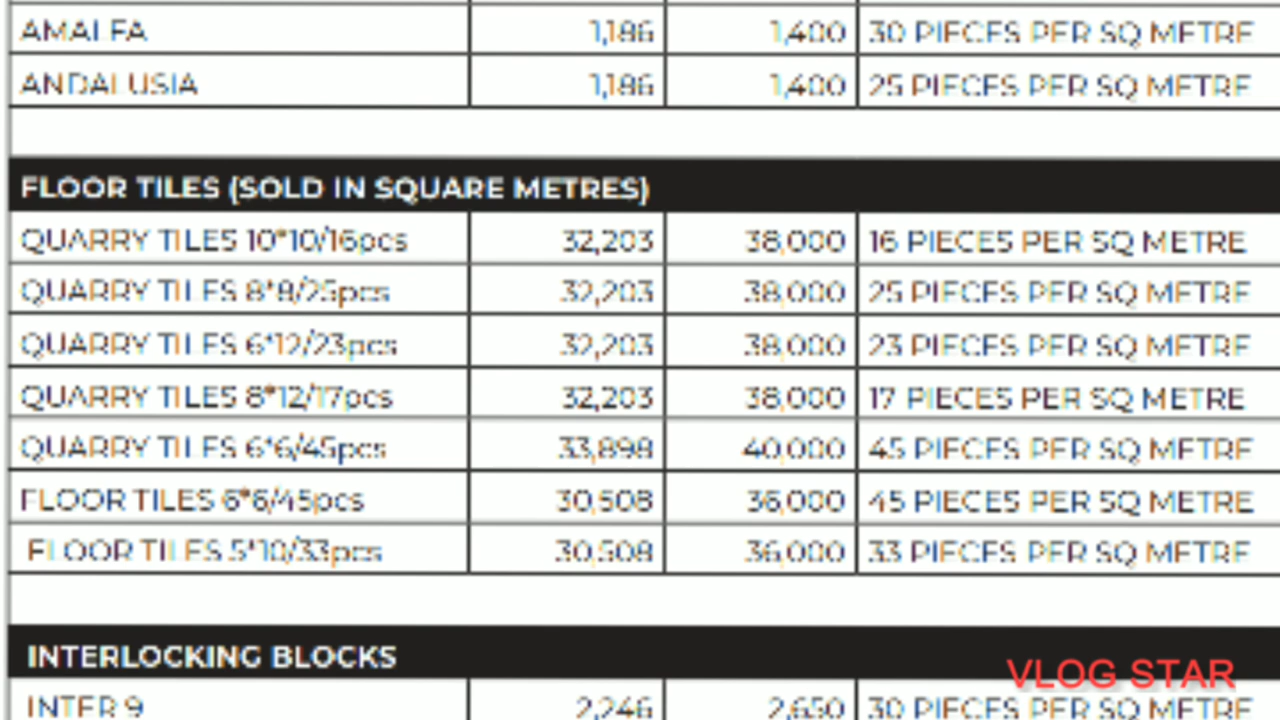 AMALFA 1,186 1,400 30 PIECES PER SQ METRE
ANDALUSIA 1,186 1,400 25 PIECES PER SQ METRE
FLOOR TILES (SOLD IN SQUARE METRES)
QUARRY TILES 10*10/16pcs 32,203 38,000 16 PIECES PER SQ METRE
QUARRY TILES 8*8/25pcs 32,203 38,000 25 PIECES PER SQ METRE
QUARRY TILES 6*12/23pcs 32,203 38,000 23 PIECES PER SQ METRE
QUARRY TILES 8*12/17pcs 32,203 38,000 17 PIECES PER SQ METRE
QUARRY TILES 6*6/45pcs 33,898 40,000 45 PIECES PER SQ METRE
FLOOR TILES 6*6/45pcs 30,508 36,000 45 PIECES PER SQ METRE
FLOOR TILES 5*10/33pcs 30,508 36,000 33 PIECES PER SQ METRE
INTERLOCKING BLOCKS
VLOG STAR
INTER 9 2,246 2,650 30 PIECES PER SQ METRE